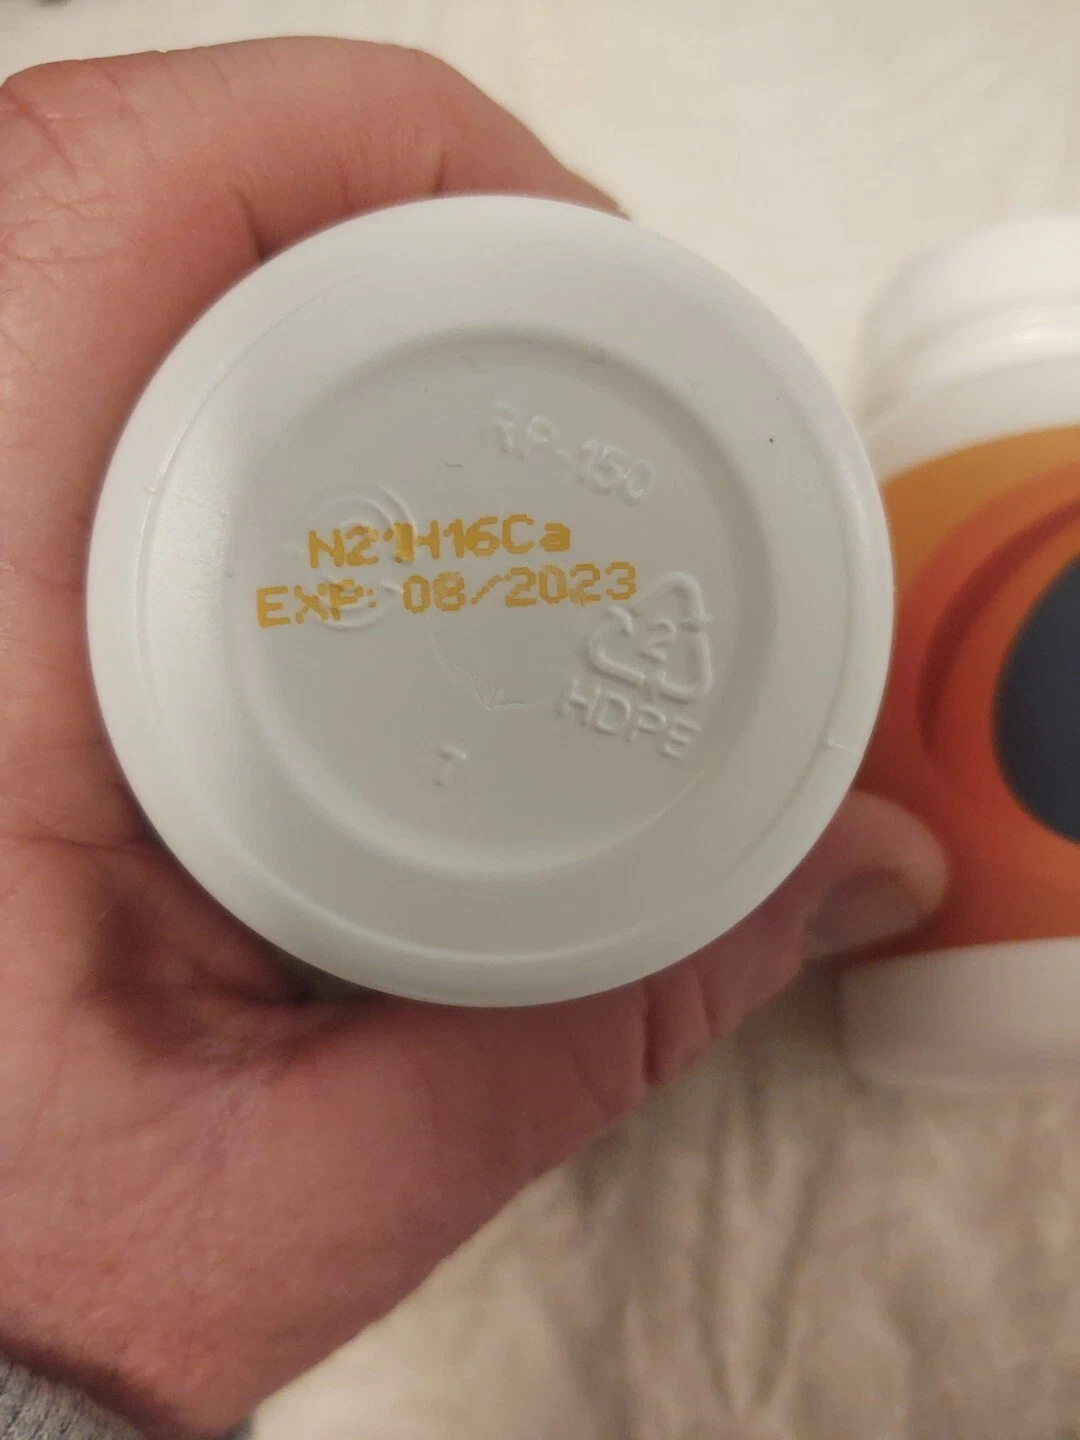 RP-150
N21H16Ca
EXP: 08/2023
2
HDPE
T